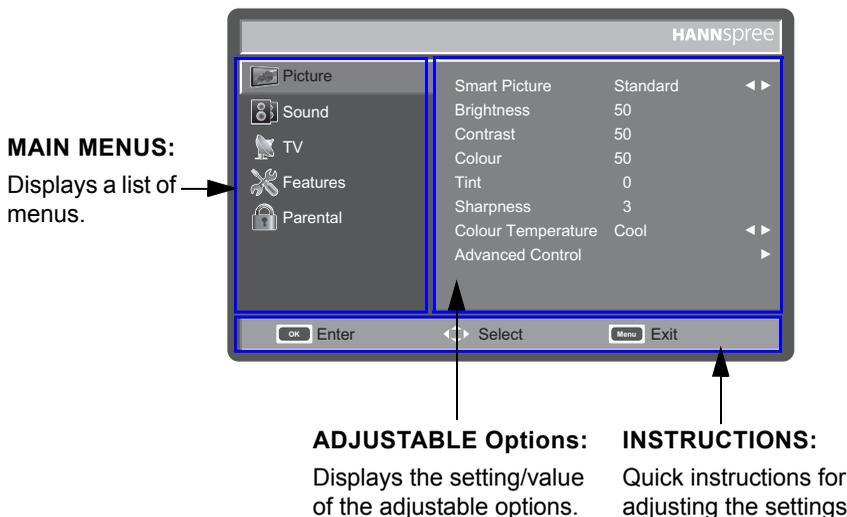 HANNspree
Picture
Sound
TV
Features
Parental
Smart Picture Standard
Brightness 50
Contrast 50
Colour 50
Tint 0
Sharpness 3
Colour Temperature Cool
Advanced Control
OK Enter
Select
Menu Exit
MAIN MENUS:
Displays a list of
menus.
ADJUSTABLE Options:
Displays the setting/value
of the adjustable options.
INSTRUCTIONS:
Quick instructions for
adjusting the settings